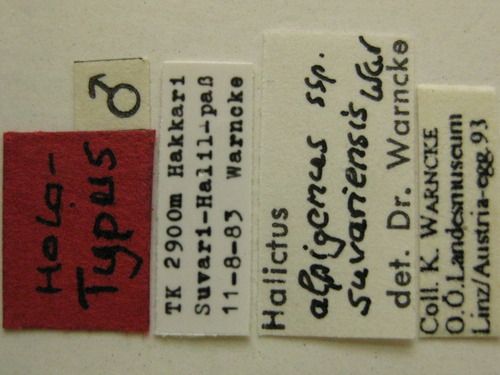 ♂
Holo-
Typus
TK 2900m Hakkari
Suvari-Halil-paß
11-8-83 Warncke
Halictus
alpigenus ssp.
suvariensis War
det. Dr. Warncke
Coll. K. WARNCKE
O.Ö.Landesmuseum
Linz/Austria-egg.93